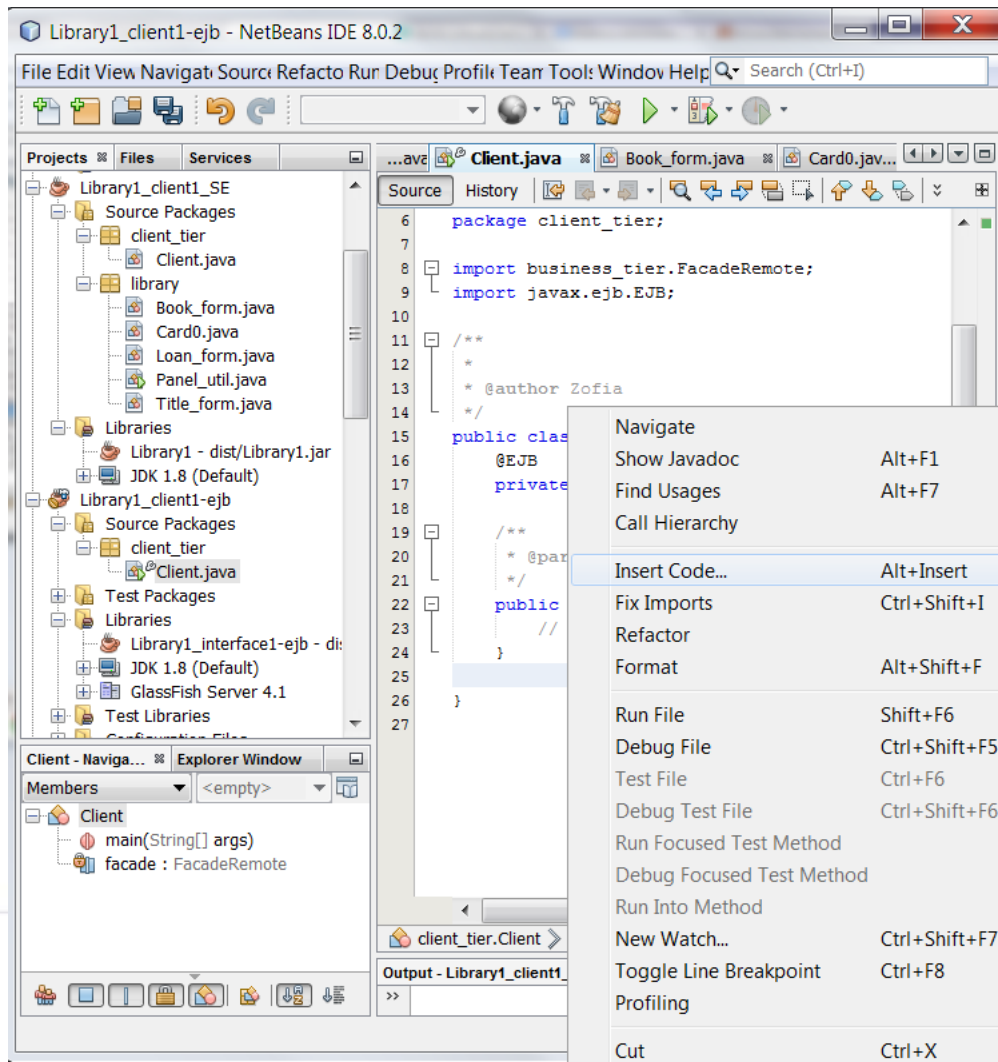 Library1_client1-ejb - NetBeans IDE 8.0.2
File Edit View Navigat Source Refacto Run Debug Profile Team Tools Window Help Search (Ctrl+I)
Projects Files Services
Library1_client1_SE
Source Packages
client_tier
Client.java
library
Book_form.java
Card0.java
Loan_form.java
Panel_util.java
Title_form.java
Libraries
Library1 - dist/Library1.jar
JDK 1.8 (Default)
Library1_client1-ejb
Source Packages
client_tier
Client.java
Test Packages
Libraries
Library1_interface1-ejb - dis
JDK 1.8 (Default)
GlassFish Server 4.1
Test Libraries
Configuration Files
Client - Naviga... Explorer Window
Members <empty>
Client
main(String[] args)
facade : FacadeRemote
...ava Client.java Book_form.java Card0.jav...
Source History
6 package client_tier;
7
8 import business_tier.FacadeRemote;
9 import javax.ejb.EJB;
10
11 /**
12 *
13 * @author Zofia
14 */
15 public clas
16 @EJB
17 private
18
19 /**
20 * @par
21 */
22 public
23 //
24 }
25
26 }
27
client_tier.Client
Output - Library1_client1_
>>
Navigate
Show Javadoc Alt+F1
Find Usages Alt+F7
Call Hierarchy
Insert Code... Alt+Insert
Fix Imports Ctrl+Shift+I
Refactor
Format Alt+Shift+F
Run File Shift+F6
Debug File Ctrl+Shift+F5
Test File Ctrl+F6
Debug Test File Ctrl+Shift+F6
Run Focused Test Method
Debug Focused Test Method
Run Into Method
New Watch... Ctrl+Shift+F7
Toggle Line Breakpoint Ctrl+F8
Profiling
Cut Ctrl+X